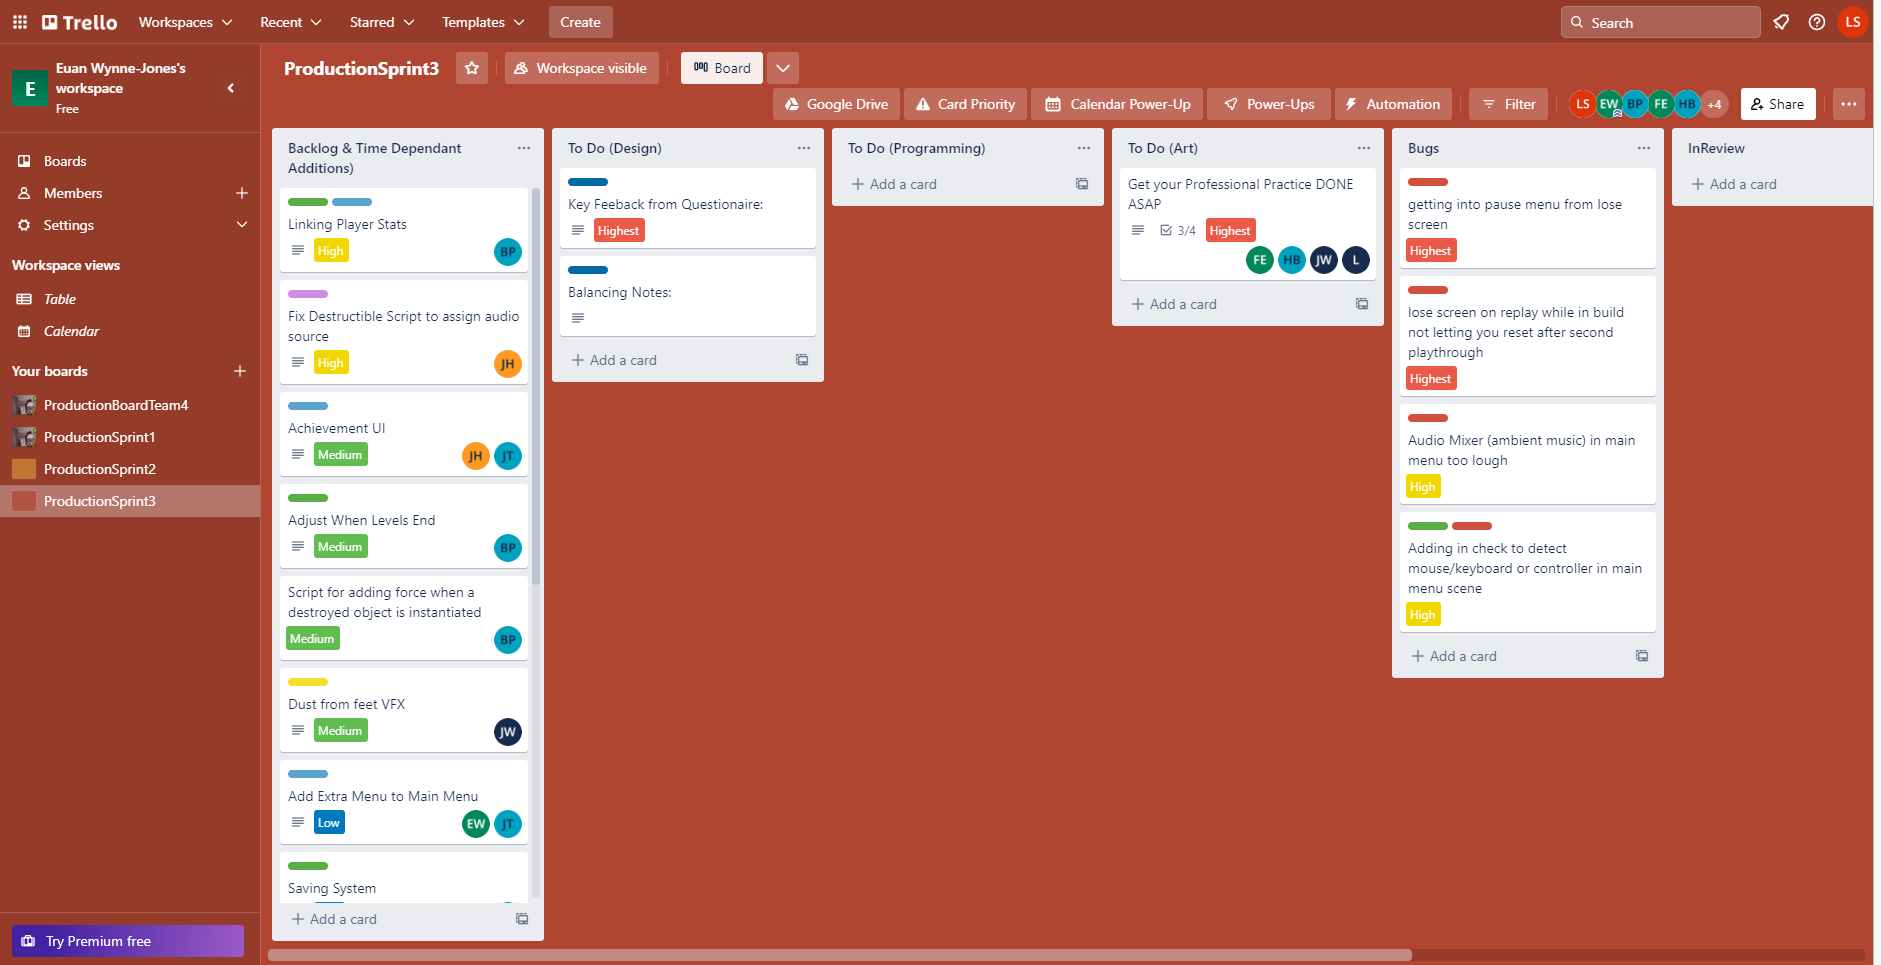 Trello
Workspaces
Recent
Starred
Templates
Create
Search
LS
E
Euan Wynne-Jones's
workspace
Free
Boards
Members
Settings
Workspace views
Table
Calendar
Your boards
ProductionBoardTeam4
ProductionSprint1
ProductionSprint2
ProductionSprint3
Try Premium free
ProductionSprint3
Workspace visible
Board
Google Drive
Card Priority
Calendar Power-Up
Power-Ups
Automation
Filter
LS
EW
BP
FE
HB
+4
Share
Backlog & Time Dependant
Additions)
Linking Player Stats
High
BP
Fix Destructible Script to assign audio
source
High
JH
Achievement UI
Medium
JH
JT
Adjust When Levels End
Medium
BP
Script for adding force when a
destroyed object is instantiated
Medium
BP
Dust from feet VFX
Medium
JW
Add Extra Menu to Main Menu
Low
EW
JT
Saving System
Add a card
To Do (Design)
Key Feeback from Questionaire:
Highest
Balancing Notes:
Add a card
To Do (Programming)
Add a card
To Do (Art)
Get your Professional Practice DONE
ASAP
3/4
Highest
FE
HB
JW
L
Add a card
Bugs
getting into pause menu from lose
screen
Highest
lose screen on replay while in build
not letting you reset after second
playthrough
Highest
Audio Mixer (ambient music) in main
menu too lough
High
Adding in check to detect
mouse/keyboard or controller in main
menu scene
High
Add a card
InReview
Add a card